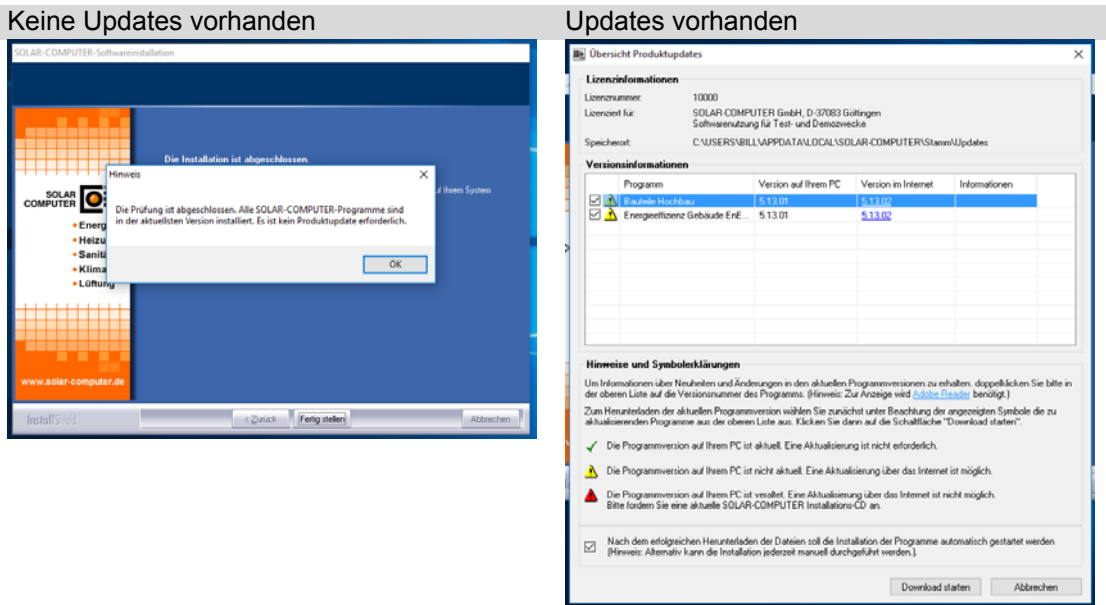 Keine Updates vorhanden
Updates vorhanden
SOLAR-COMPUTER-Softwareinstallation
Die Installation ist abgeschlossen.
f Ihrem System
SOLAR
COMPUTER
Energ
Heizu
Sanitä
Klima
Lüftung
www.solar-computer.de
Hinweis
Die Prüfung ist abgeschlossen. Alle SOLAR-COMPUTER-Programme sind
in der aktuellsten Version installiert. Es ist kein Produktupdate erforderlich.
OK
InstallShield
< Zurück
Fertig stellen
Abbrechen
Übersicht Produktupdates
Lizenzinformationen
Lizenznummer: 10000
Lizenziert für: SOLAR-COMPUTER GmbH, D-37083 Göttingen
Softwarenutzung für Test- und Demozwecke
Speicherort: C:\USERS\BILL\APPDATA\LOCAL\SOLAR-COMPUTER\Stamm\Updates
Versionsinformationen
Programm Version auf Ihrem PC Version im Internet Informationen
Bauteile Hochbau 5.13.01 5.13.02
Energieeffizienz Gebäude EnE... 5.13.01 5.13.02
Hinweise und Symbolerklärungen
Um Informationen über Neuheiten und Änderungen in den aktuellen Programmversionen zu erhalten, doppelklicken Sie bitte in
der oberen Liste auf die Versionsnummer des Programms. (Hinweis: Zur Anzeige wird Adobe Reader benötigt.)
Zum Herunterladen der aktuellen Programmversion wählen Sie zunächst unter Beachtung der angezeigten Symbole die zu
aktualisierenden Programme aus der oberen Liste aus. Klicken Sie dann auf die Schaltfläche "Download starten".
Die Programmversion auf Ihrem PC ist aktuell. Eine Aktualisierung ist nicht erforderlich.
Die Programmversion auf Ihrem PC ist nicht aktuell. Eine Aktualisierung über das Internet ist möglich.
Die Programmversion auf Ihrem PC ist veraltet. Eine Aktualisierung über das Internet ist nicht möglich.
Bitte fordern Sie eine aktuelle SOLAR-COMPUTER Installations-CD an.
Nach dem erfolgreichen Herunterladen der Dateien soll die Installation der Programme automatisch gestartet werden
(Hinweis: Alternativ kann die Installation jederzeit manuell durchgeführt werden.).
Download starten
Abbrechen